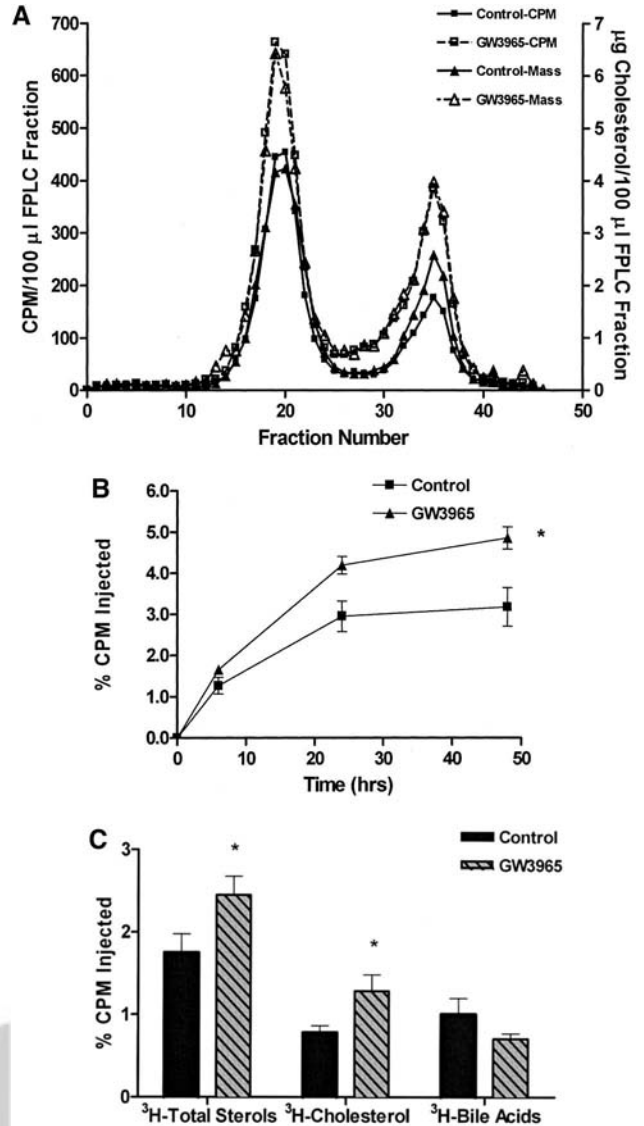 A
Control-CPM
GW3965-CPM
Control-Mass
GW3965-Mass
CPM/100 µl FPLC Fraction
700
600
500
400
300
200
100
0
µg Cholesterol/100 µl FPLC Fraction
7
6
5
4
3
2
1
0
0 10 20 30 40 50
Fraction Number
B
Control
GW3965
*
% CPM Injected
6.0
5.0
4.0
3.0
2.0
1.0
0.0
0 10 20 30 40 50
Time (hrs)
C
Control
GW3965
% CPM Injected
3
2
1
0
*
*
³H-Total Sterols ³H-Cholesterol ³H-Bile Acids